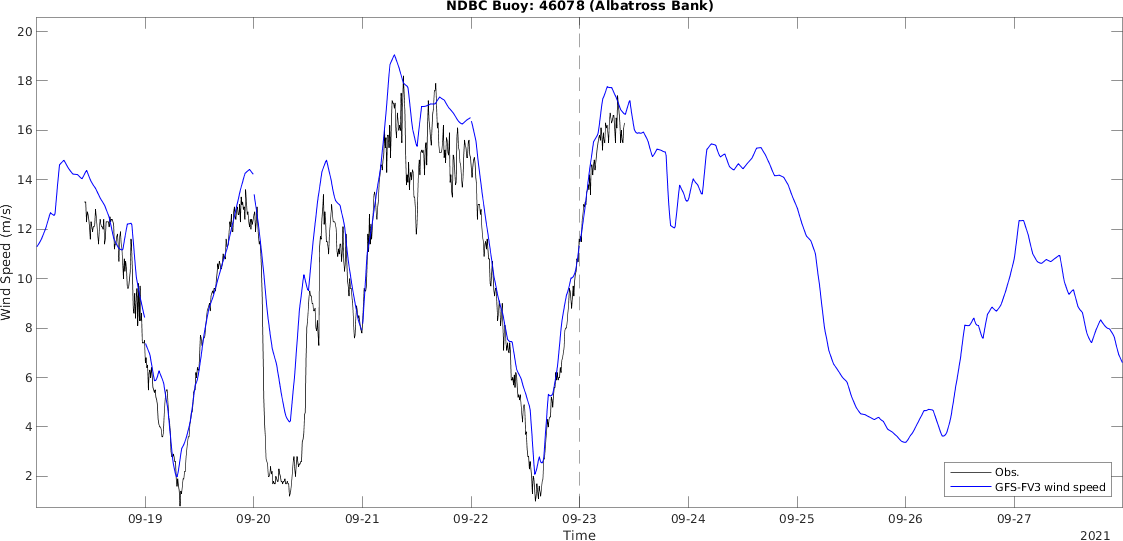 NDBC Buoy: 46078 (Albatross Bank)
20
18
16
14
12
10
8
6
4
2
Wind Speed (m/s)
09-19 09-20 09-21 09-22 09-23 09-24 09-25 09-26 09-27
Time
2021
Obs.
GFS-FV3 wind speed